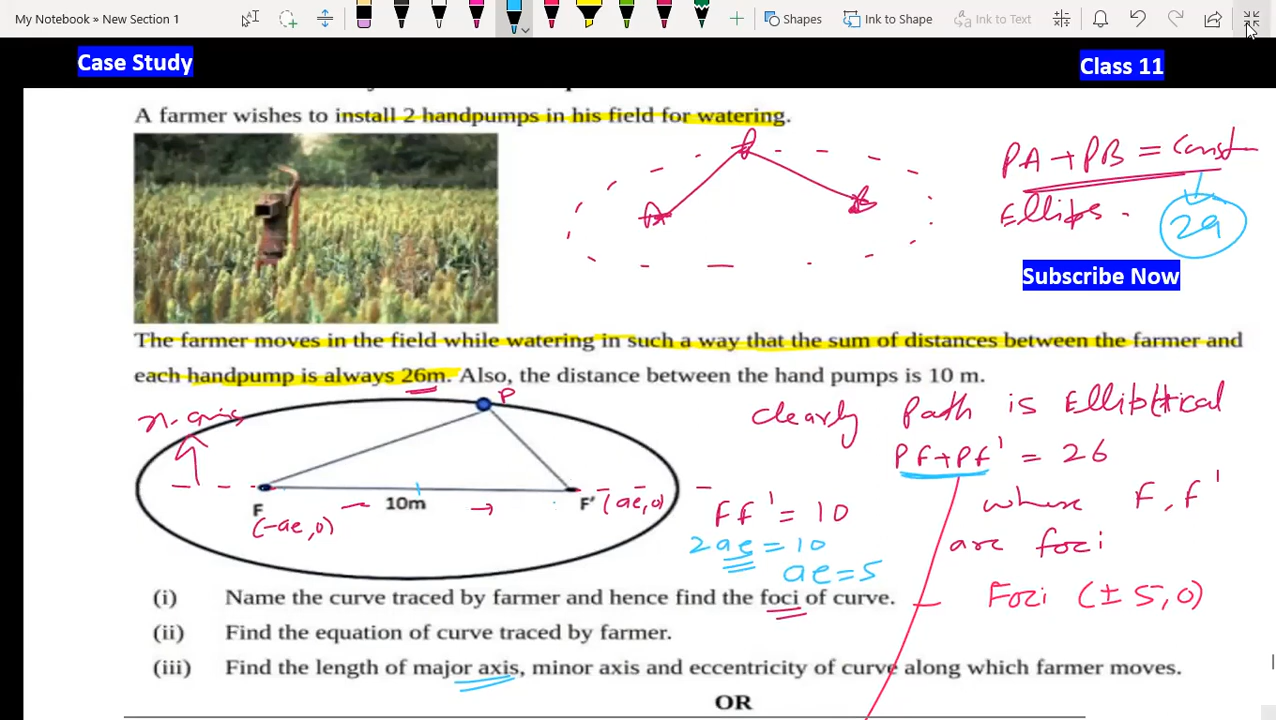 My Notebook » New Section 1
Shapes
Ink to Shape
Ink to Text
Case Study
Class 11
A farmer wishes to install 2 handpumps in his field for watering.
P
A
B
PA + PB = Const
Ellips.
2a
Subscribe Now
The farmer moves in the field while watering in such a way that the sum of distances between the farmer and
each handpump is always 26m. Also, the distance between the hand pumps is 10 m.
x-axis
P
F
10m
F'
(-ae, 0)
(ae, 0)
clearly Path is Elliptical
PF + PF' = 26
where F, F'
are foci
FF' = 10
2ae = 10
ae = 5
Foci (± 5, 0)
(i) Name the curve traced by farmer and hence find the foci of curve.
(ii) Find the equation of curve traced by farmer.
(iii) Find the length of major axis, minor axis and eccentricity of curve along which farmer moves.
OR